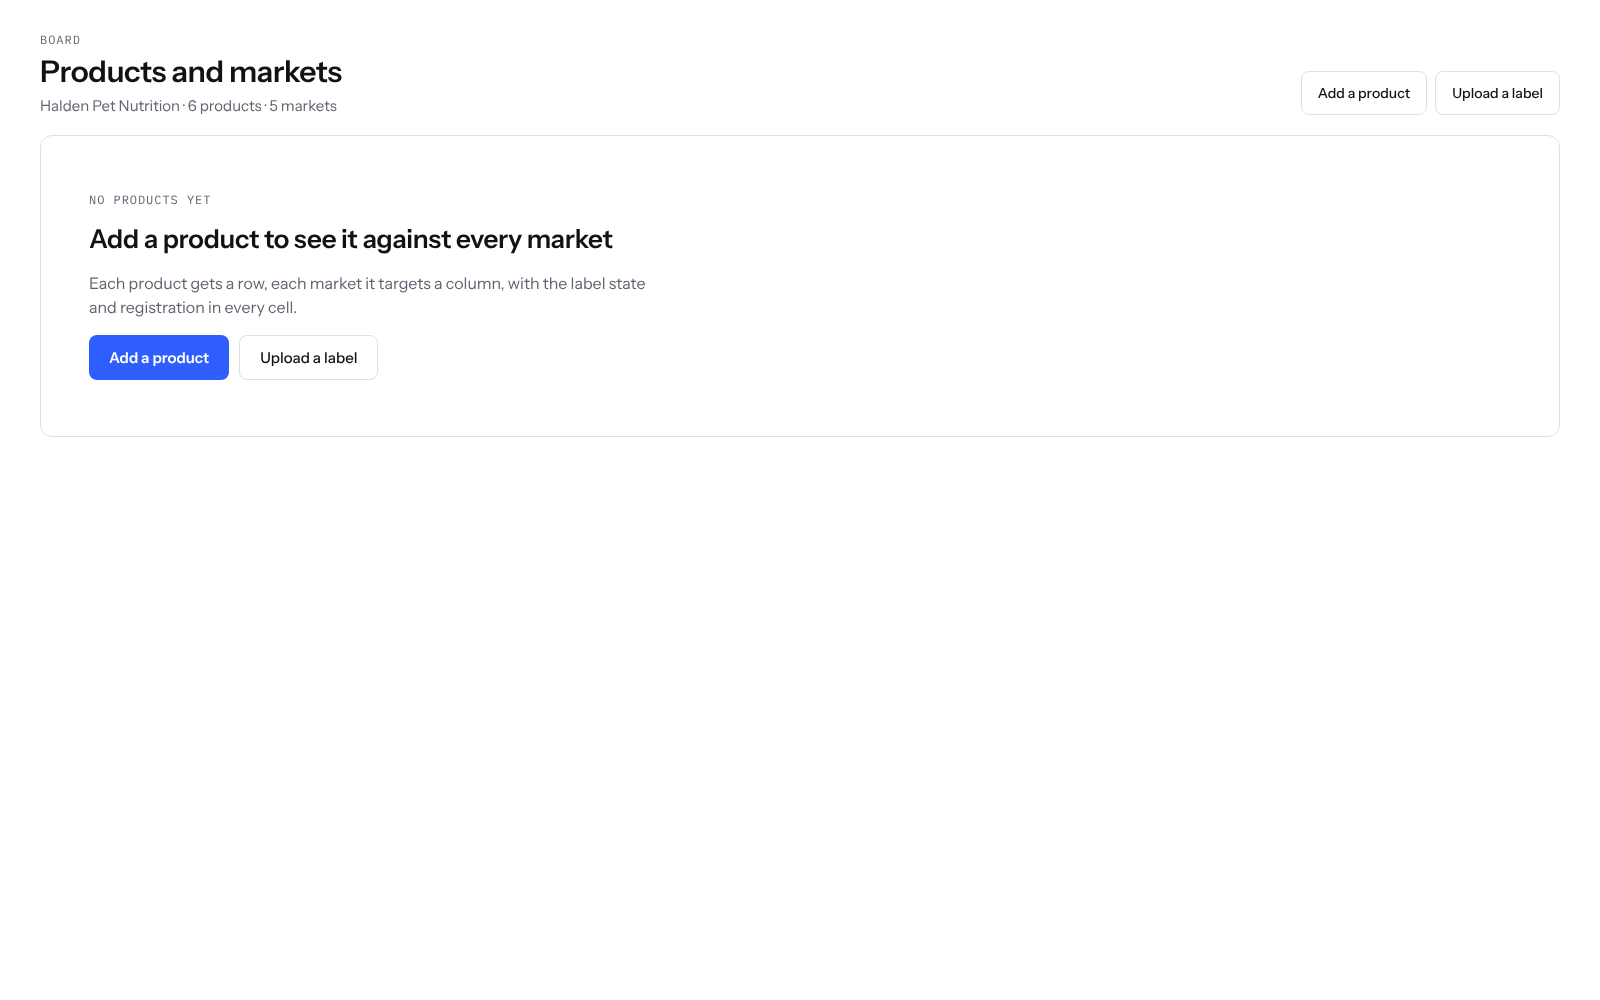 BOARD
Products and markets
Halden Pet Nutrition · 6 products · 5 markets
Add a product
Upload a label
NO PRODUCTS YET
Add a product to see it against every market
Each product gets a row, each market it targets a column, with the label state
and registration in every cell.
Add a product
Upload a label